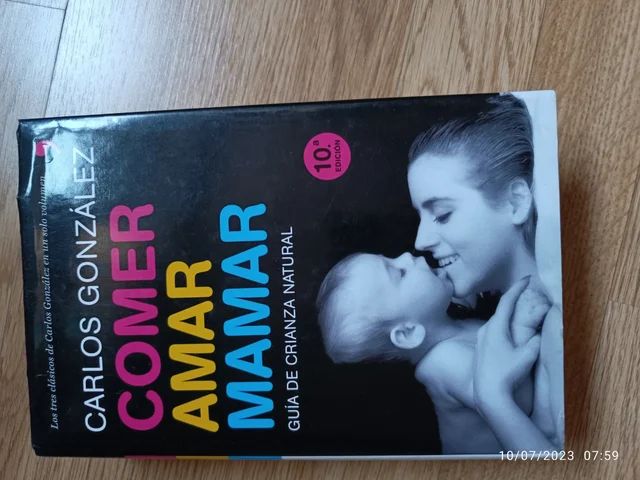 Los tres clásicos de Carlos González en un solo volumen
CARLOS GONZÁLEZ
COMER
AMAR
MAMAR
GUÍA DE CRIANZA NATURAL
10.ª
EDICIÓN
10/07/2023 07:59